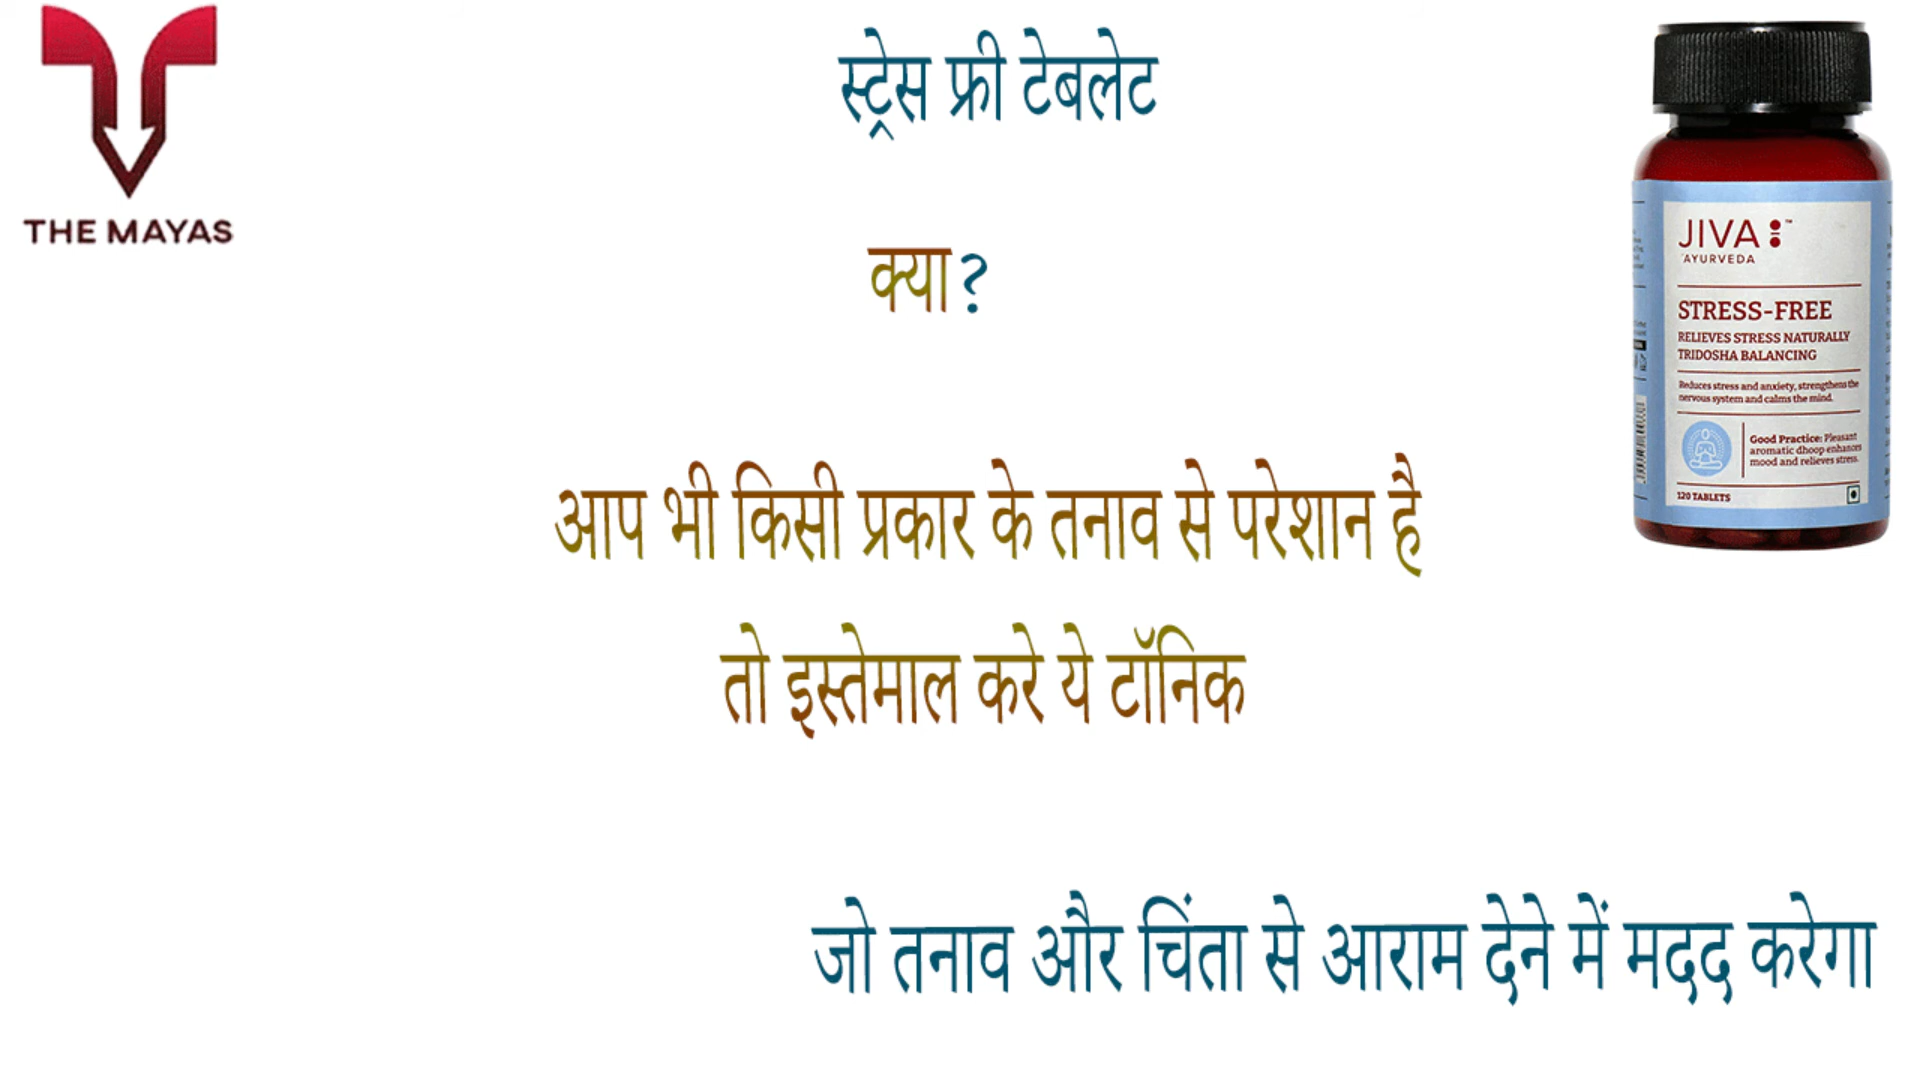 THE MAYAS
स्ट्रेस फ्री टेबलेट
क्या?
आप भी किसी प्रकार के तनाव से परेशान है
तो इस्तेमाल करे ये टॉनिक
जो तनाव और चिंता से आराम देने में मदद करेगा
JIVA
AYURVEDA
STRESS-FREE
RELIEVES STRESS NATURALLY
TRIDOSHA BALANCING
Reduces stress and anxiety, strengthens the
nervous system and calms the mind.
Good Practice: Pleasant
aromatic dhoop enhances
mood and relieves stress.
120 TABLETS